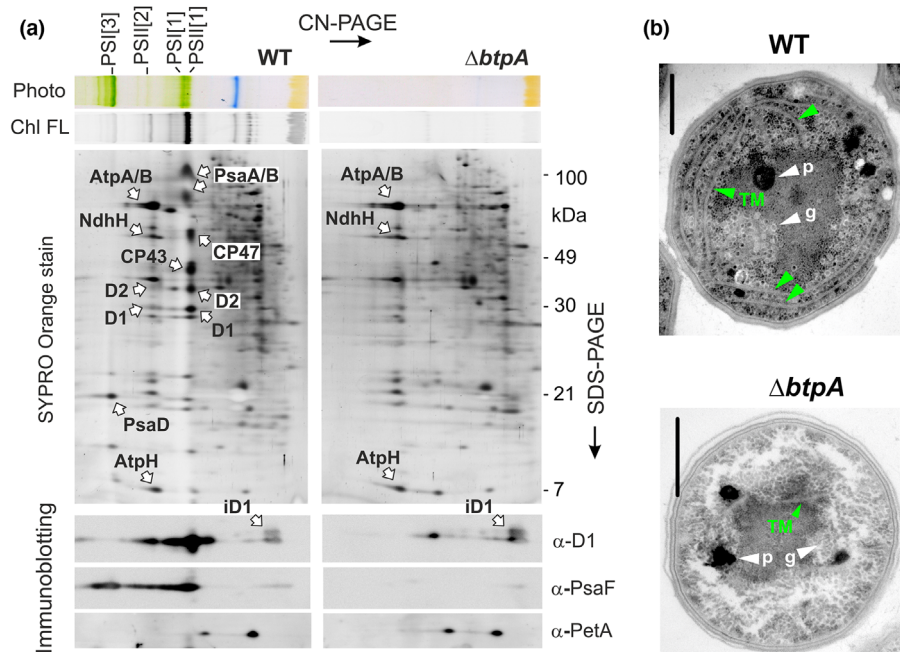 (a)
PSI[3]
PSII[2]
PSI[1]
PSII[1]
CN-PAGE
WT
ΔbtpA
Photo
Chl FL
SYPRO Orange stain
AtpA/B
PsaA/B
NdhH
CP43
CP47
D2
D2
D1
D1
PsaD
AtpH
AtpA/B
NdhH
AtpH
- 100
kDa
- 49
- 30
- 21
- 7
SDS-PAGE
Immunoblotting
iD1
iD1
α-D1
α-PsaF
α-PetA
(b)
WT
p
TM
g
ΔbtpA
TM
p
g